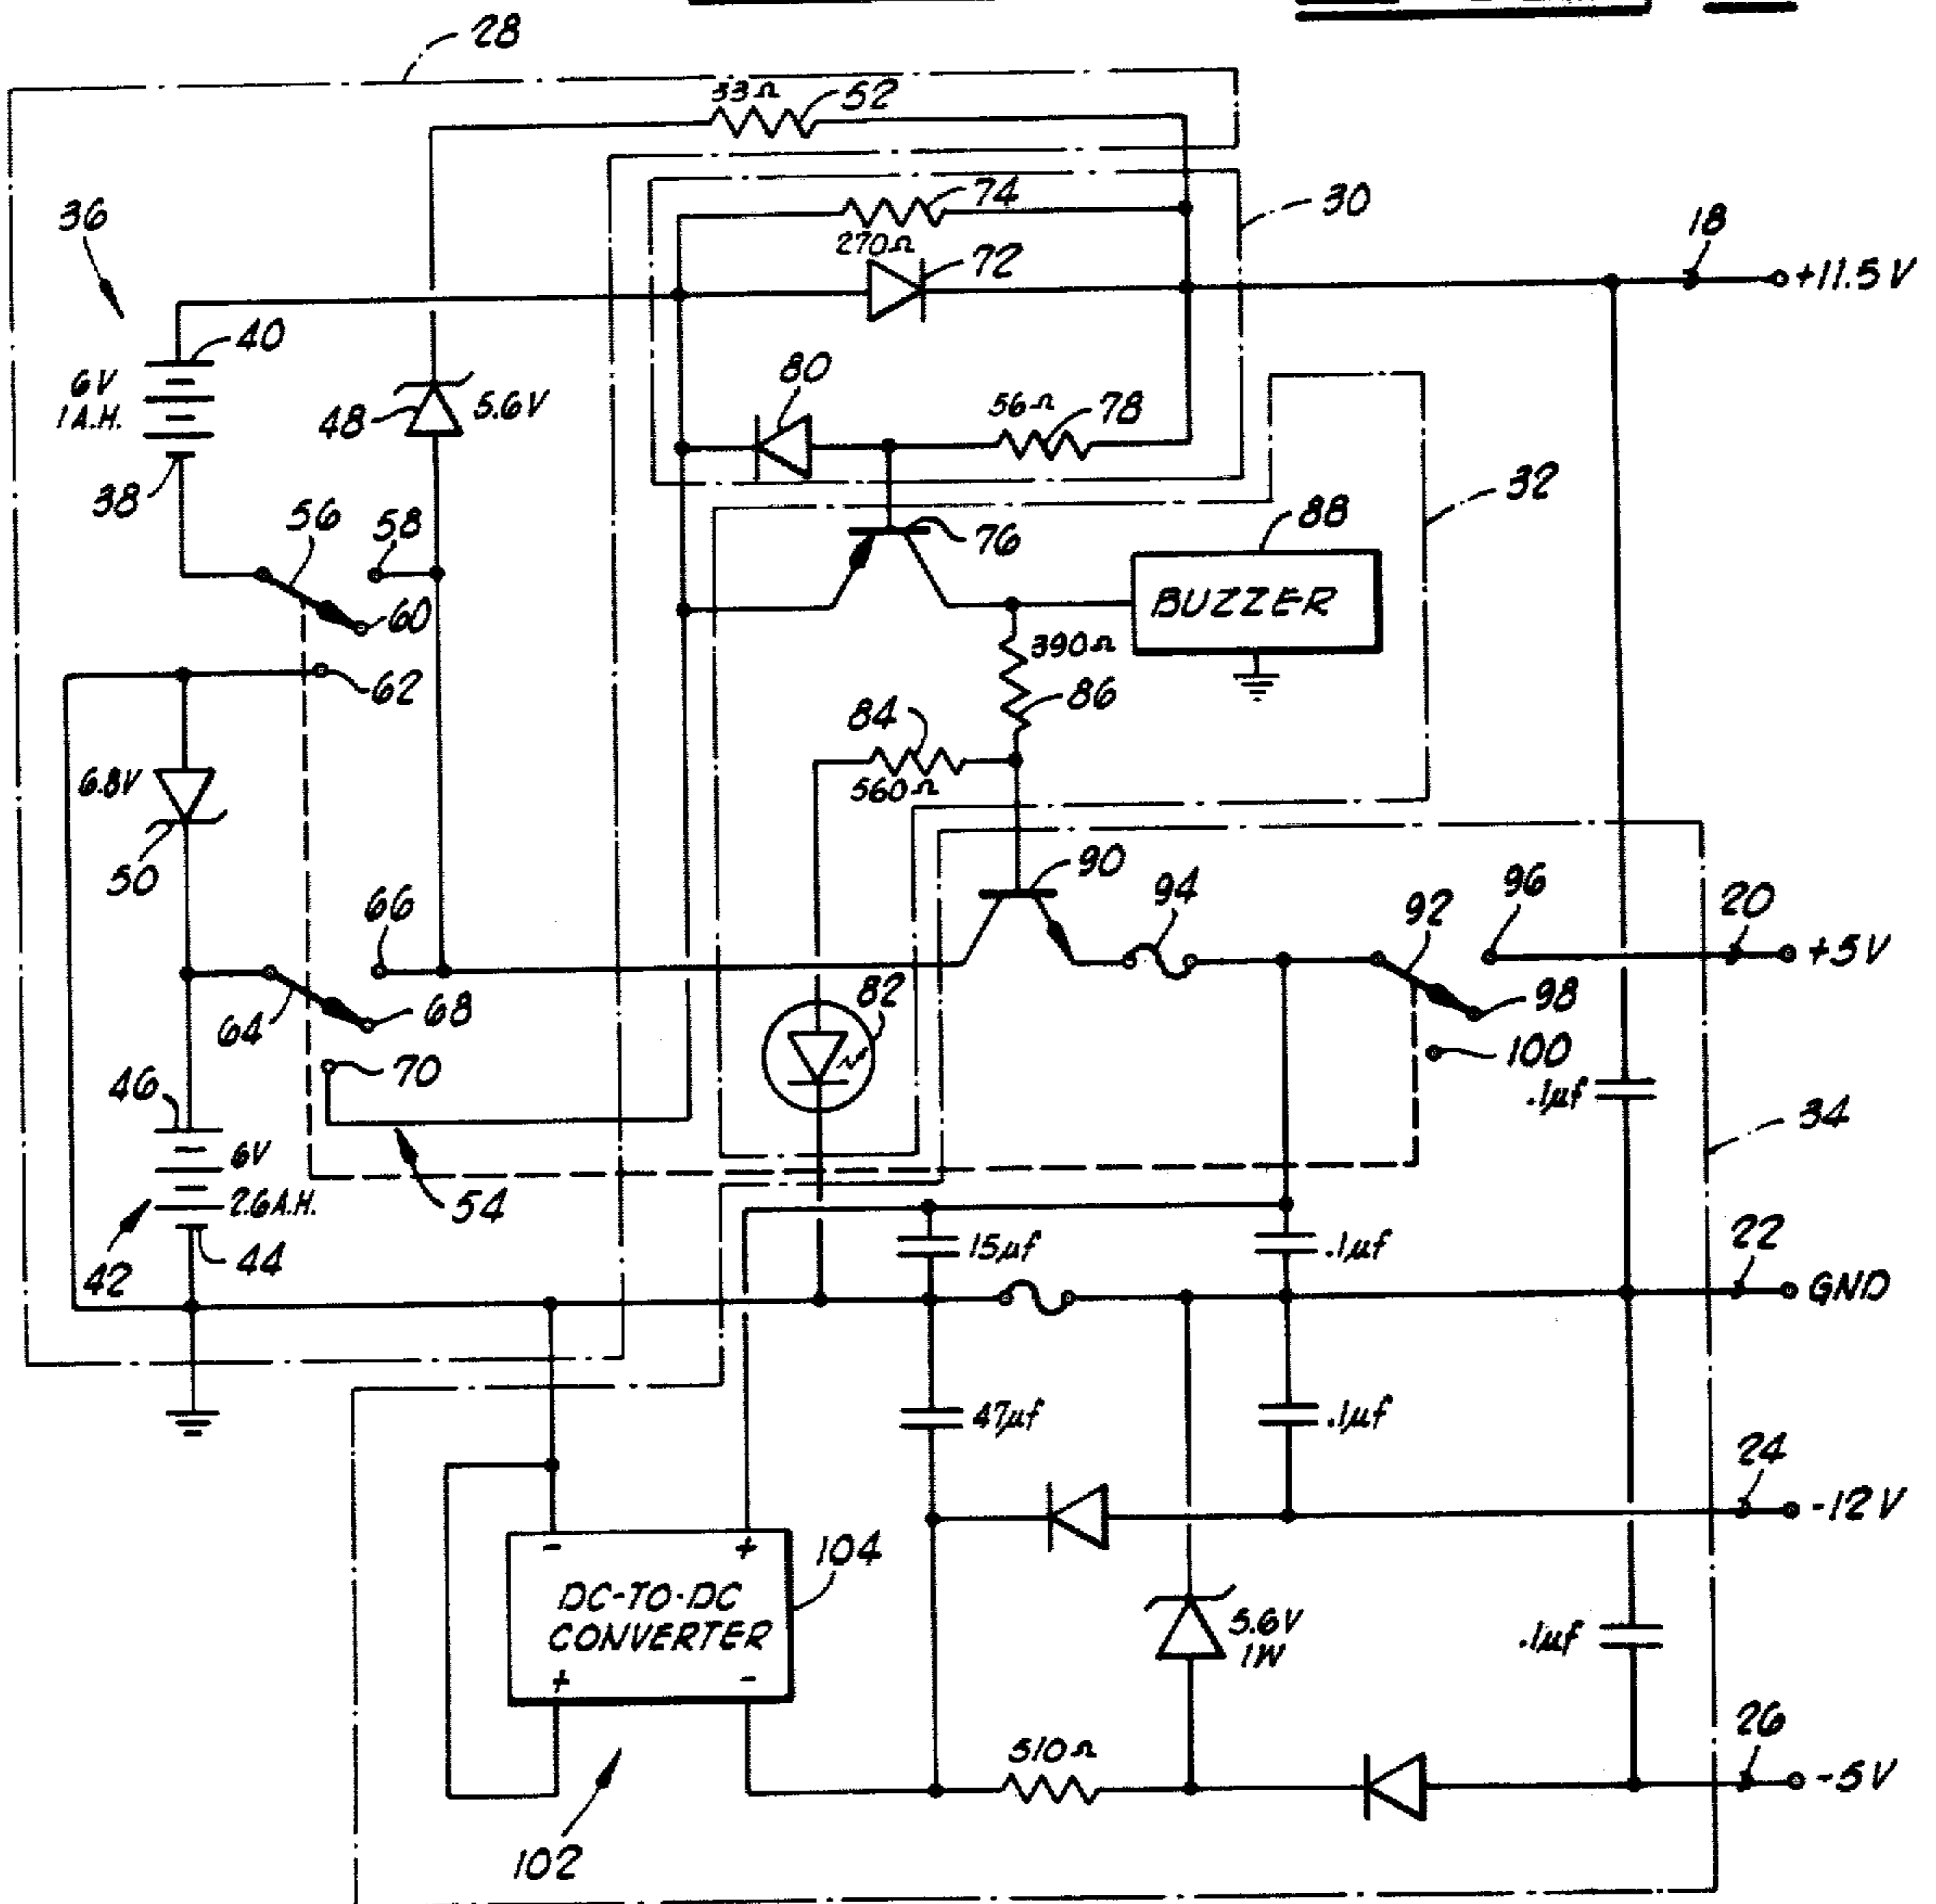 28
33Ω 52
74
30
36
270Ω
72
18
+11.5V
40
6V
1 A.H.
80
48
5.6V
56Ω 78
38
32
56
58
76
88
60
BUZZER
62
390Ω
86
84
6.8V
560Ω
50
90
94
92
96
20
66
+5V
82
64
68
98
70
100
46
.1µf
34
6V
2.6 A.H.
54
42
44
15µf
.1µf
22
GND
47µf
.1µf
24
-12V
- +
104
DC-TO-DC
CONVERTER
5.6V
1W
.1µf
+ -
510Ω
26
-5V
102